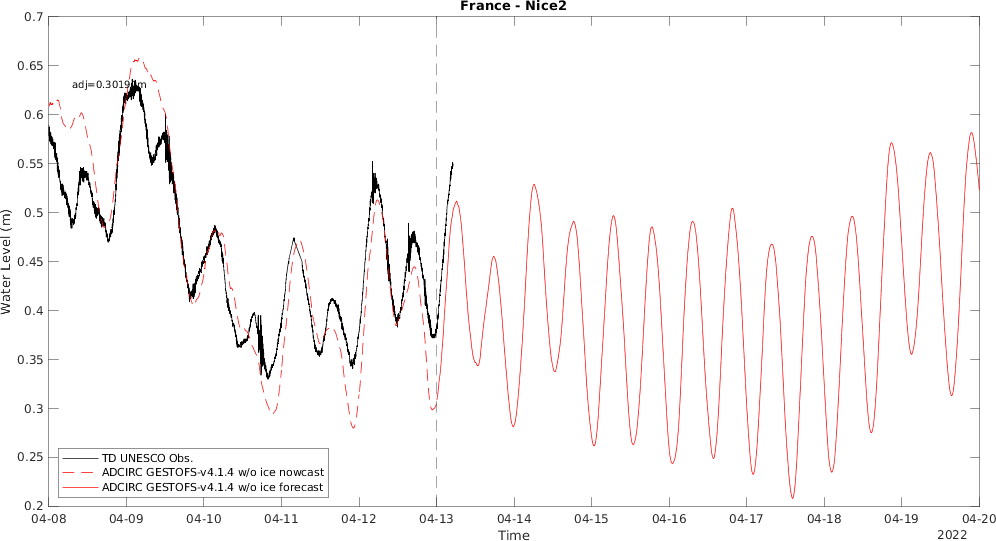 France - Nice2
0.7
0.65
0.6
0.55
0.5
0.45
0.4
0.35
0.3
0.25
0.2
Water Level (m)
adj=0.3019 m
TD UNESCO Obs.
ADCIRC GESTOFS-v4.1.4 w/o ice nowcast
ADCIRC GESTOFS-v4.1.4 w/o ice forecast
04-08 04-09 04-10 04-11 04-12 04-13 04-14 04-15 04-16 04-17 04-18 04-19 04-20
Time
2022